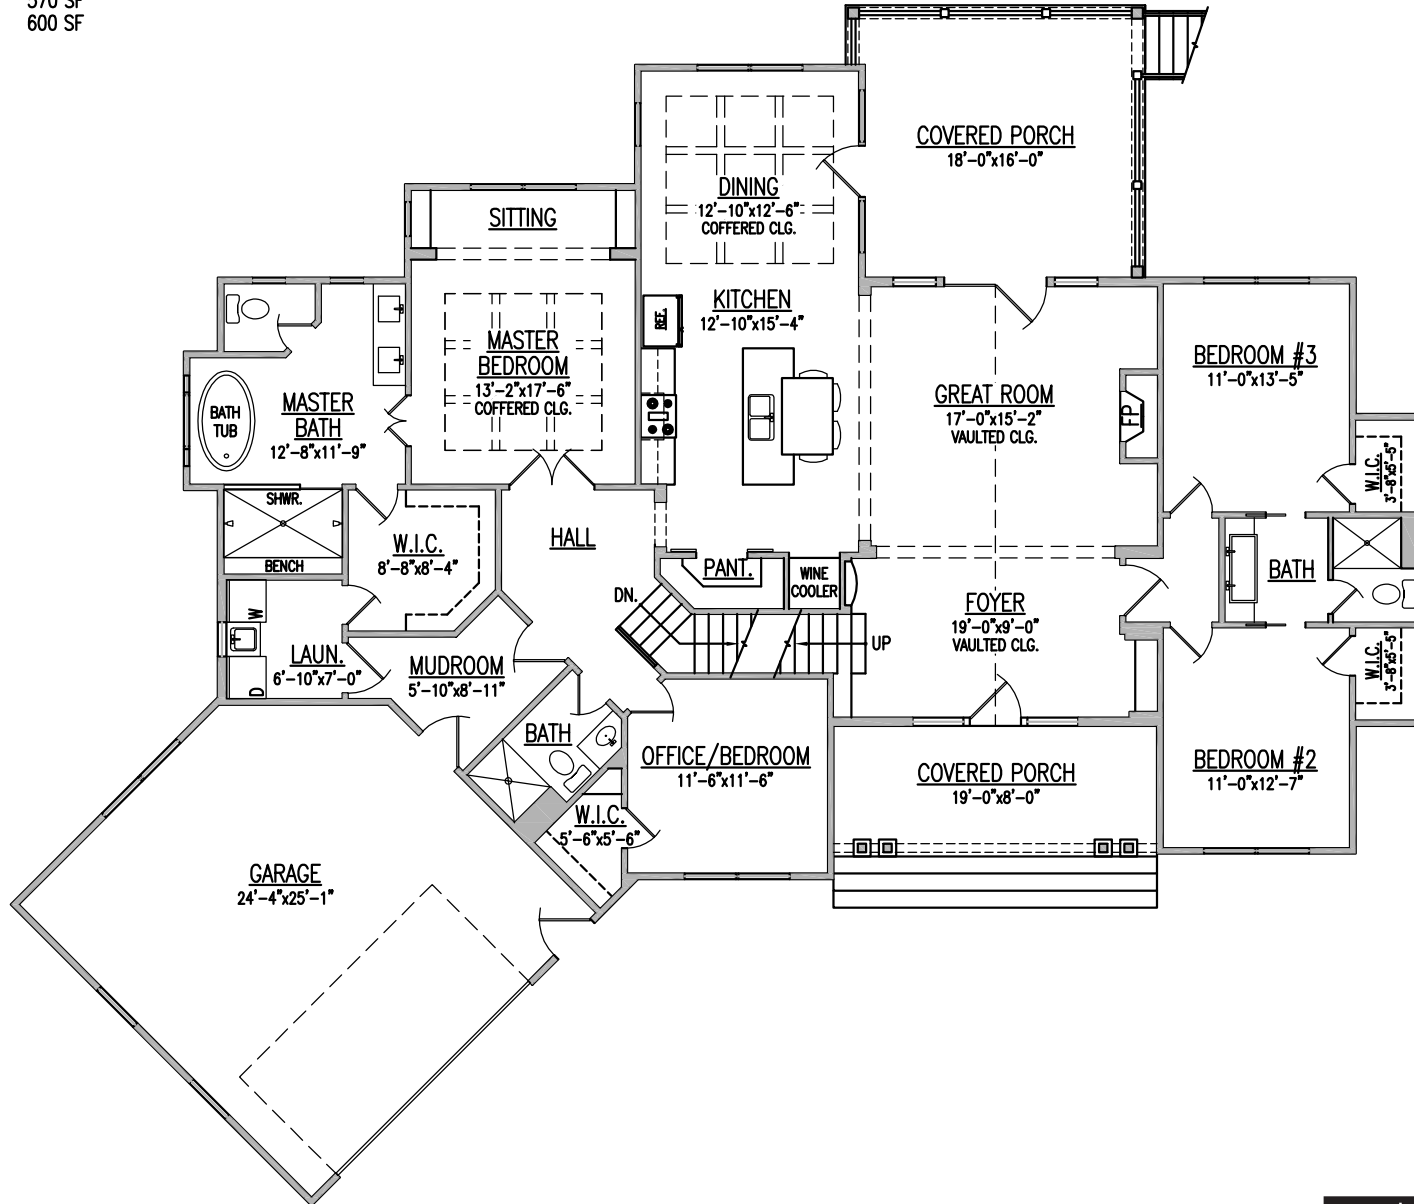 570 SF
600 SF
COVERED PORCH
18'-0"x16'-0"
DINING
12'-10"x12'-6"
COFFERED CLG.
SITTING
KITCHEN
12'-10"x15'-4"
REF.
MASTER
BEDROOM
13'-2"x17'-6"
COFFERED CLG.
BEDROOM #3
11'-0"x13'-5"
GREAT ROOM
17'-0"x15'-2"
VAULTED CLG.
FP
BATH
TUB
MASTER
BATH
12'-8"x11'-9"
W.I.C.
3'-8"x5'-5"
SHWR.
BENCH
W.I.C.
8'-8"x8'-4"
HALL
PANT.
WINE
COOLER
BATH
DN.
UP
FOYER
19'-0"x9'-0"
VAULTED CLG.
W
D
LAUN.
6'-10"x7'-0"
MUDROOM
5'-10"x8'-11"
W.I.C.
3'-8"x5'-5"
BATH
OFFICE/BEDROOM
11'-6"x11'-6"
COVERED PORCH
19'-0"x8'-0"
BEDROOM #2
11'-0"x12'-7"
W.I.C.
5'-6"x5'-6"
GARAGE
24'-4"x25'-1"